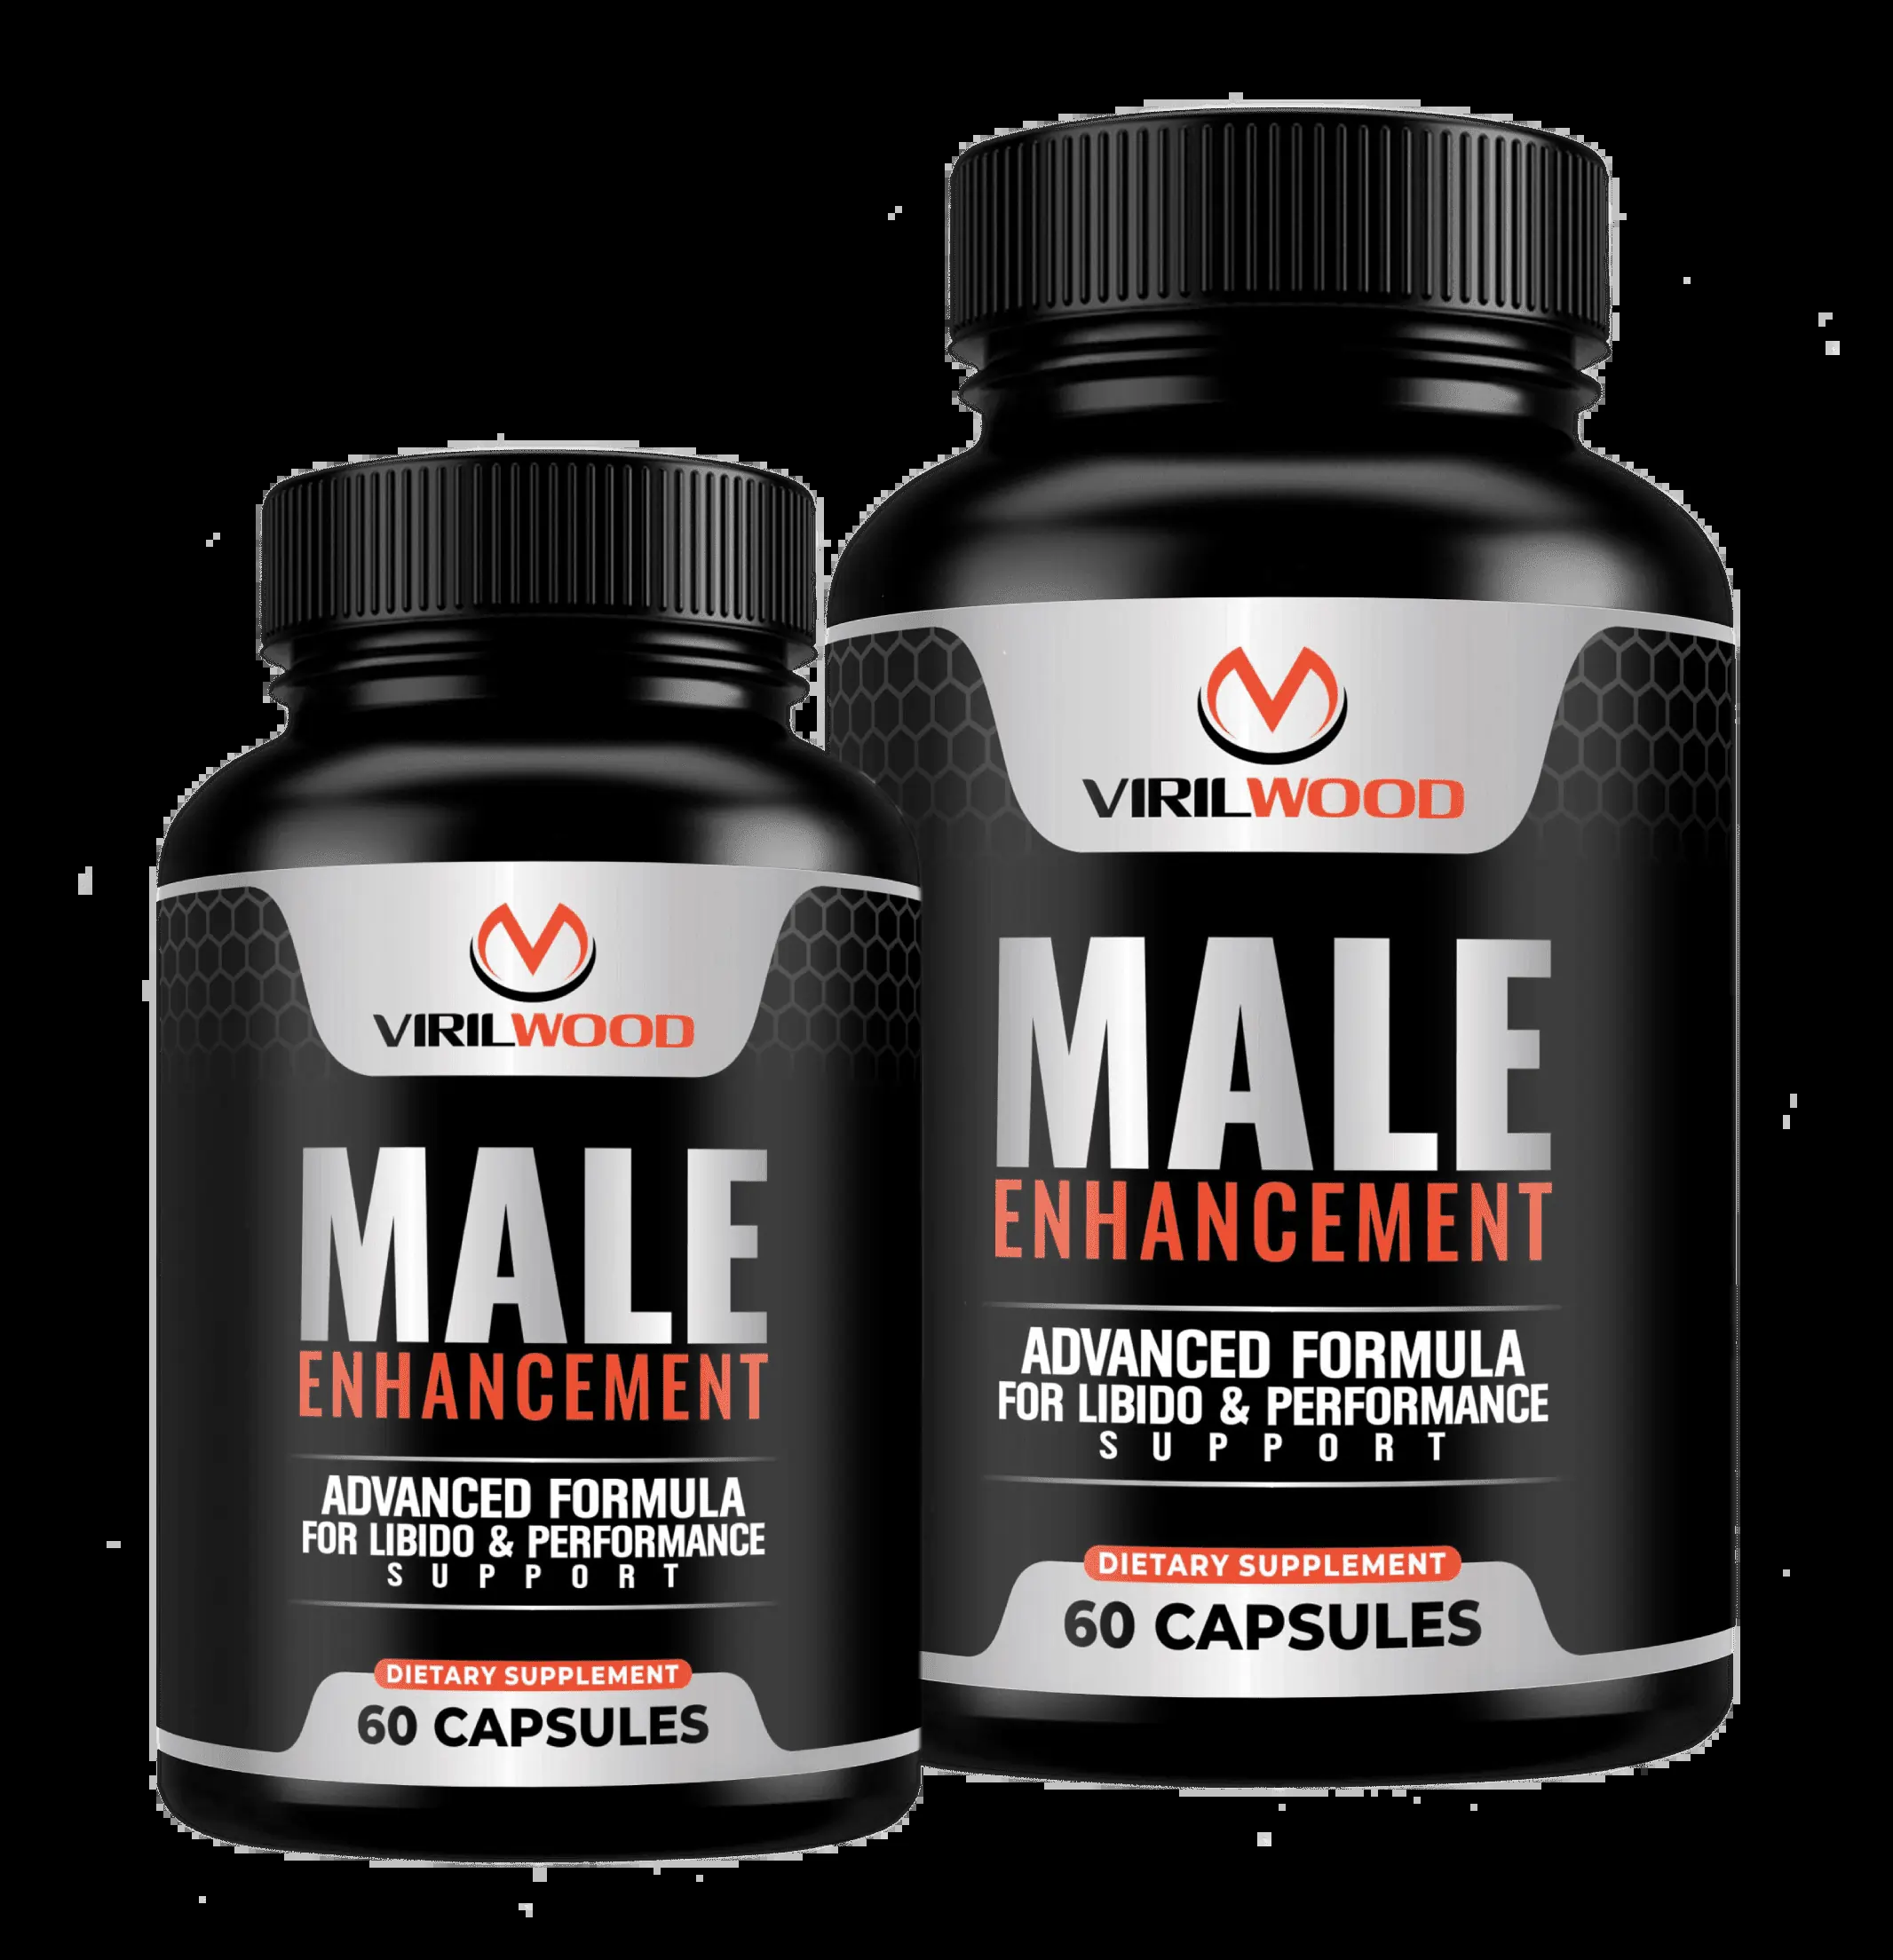 VIRILWOOD
MALE
ENHANCEMENT
ADVANCED FORMULA
FOR LIBIDO & PERFORMANCE
SUPPORT
DIETARY SUPPLEMENT
60 CAPSULES
VIRILWOOD
MALE
ENHANCEMENT
ADVANCED FORMULA
FOR LIBIDO & PERFORMANCE
SUPPORT
DIETARY SUPPLEMENT
60 CAPSULES